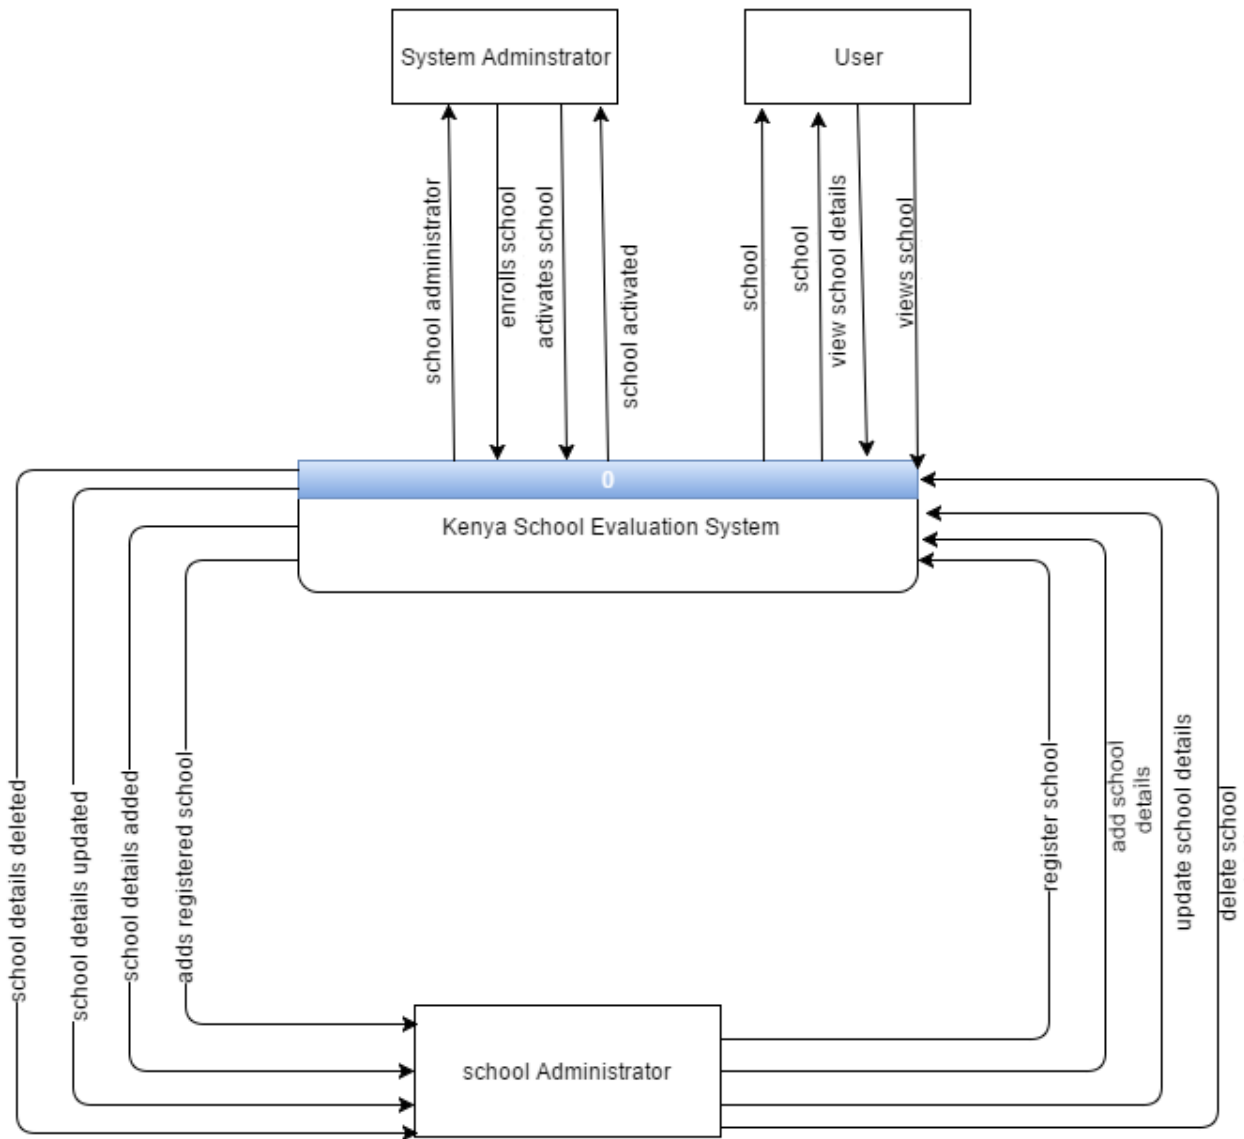 System Adminstrator
User
school administrator
enrolls school
activates school
school activated
school
school
view school details
views school
0
Kenya School Evaluation System
school details deleted
school details updated
school details added
adds registered school
register school
add school
details
update school details
delete school
school Administrator